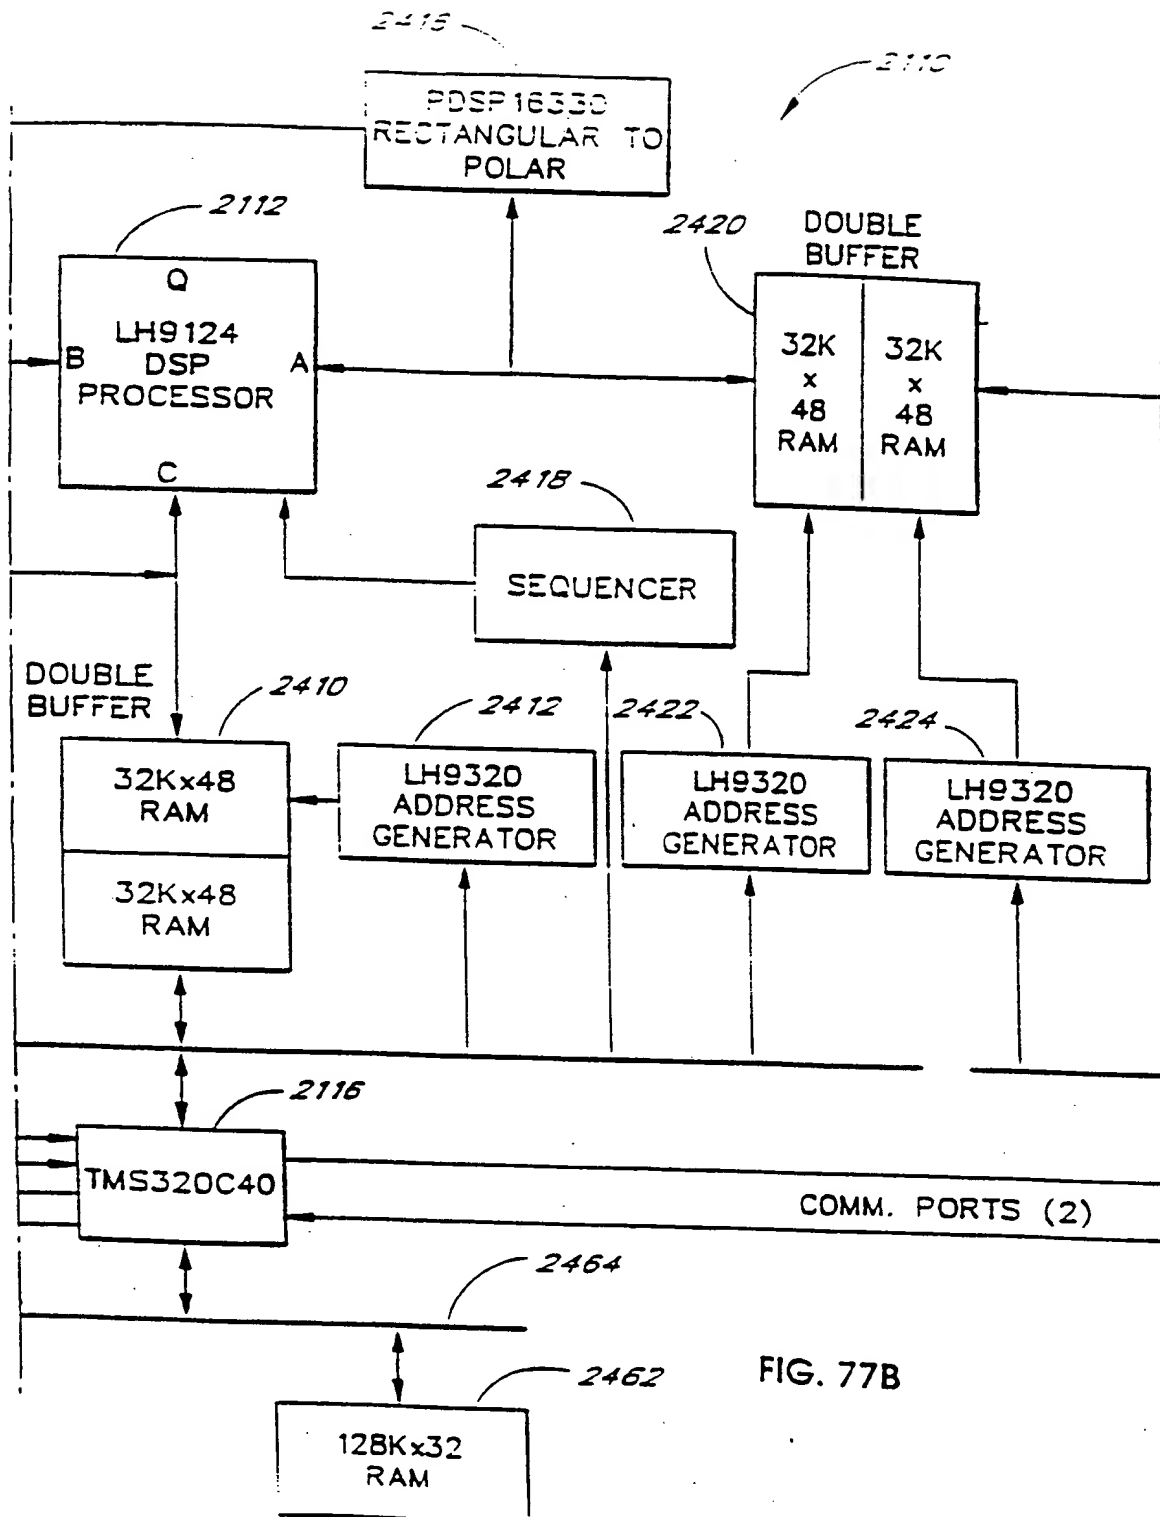 2110
PDSP16330
RECTANGULAR TO
POLAR
2112
2420
DOUBLE
BUFFER
Q
LH9124
DSP
PROCESSOR
B
A
C
32K
x
48
RAM
32K
x
48
RAM
2418
SEQUENCER
DOUBLE
BUFFER
2410
2412
2422
2424
32Kx48
RAM
32Kx48
RAM
LH9320
ADDRESS
GENERATOR
LH9320
ADDRESS
GENERATOR
LH9320
ADDRESS
GENERATOR
2116
TMS320C40
COMM. PORTS (2)
2464
2462
128Kx32
RAM
FIG. 77B